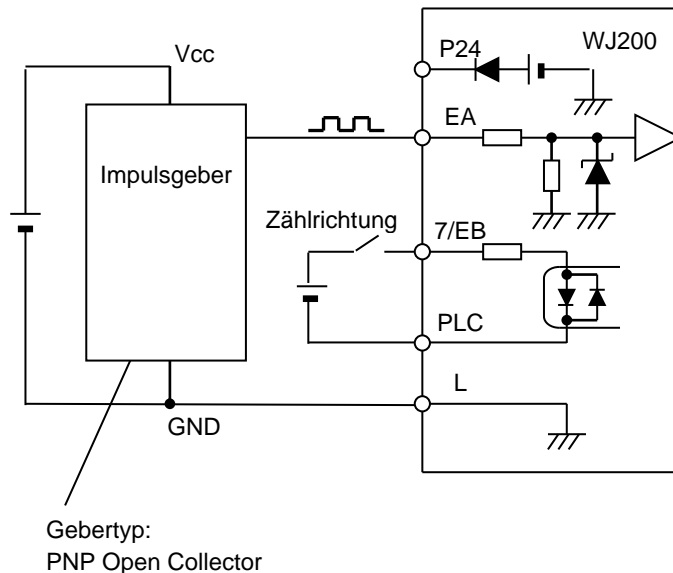 Vcc
P24
WJ200
EA
Impulsgeber
Zählrichtung
7/EB
PLC
L
GND
Gebertyp:
PNP Open Collector